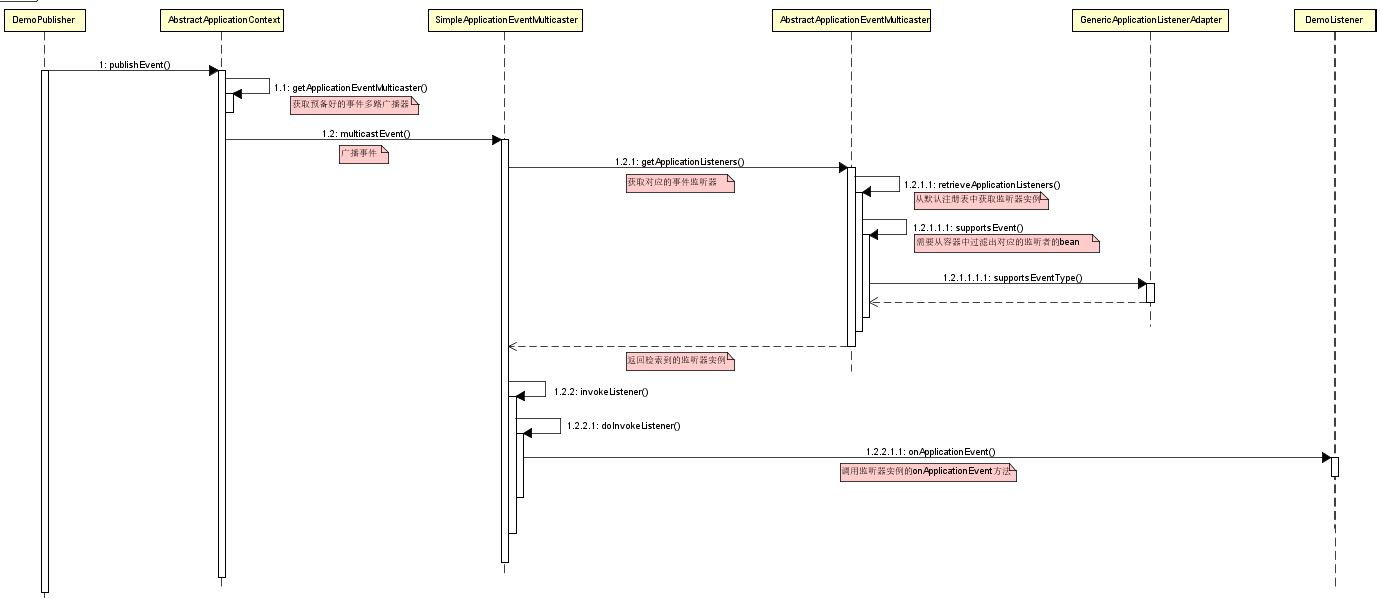 DemoPublisher
AbstractApplicationContext
SimpleApplicationEventMulticaster
AbstractApplicationEventMulticaster
GenericApplicationListenerAdapter
DemoListener
1: publishEvent()
1.1: getApplicationEventMulticaster()
获取预备好的事件多路广播器
1.2: multicastEvent()
广播事件
1.2.1: getApplicationListeners()
获取对应的事件监听器
1.2.1.1: retrieveApplicationListeners()
从默认注册表中获取监听器实例
1.2.1.1.1: supportsEvent()
需要从容器中过滤出对应的监听者的bean
1.2.1.1.1.1: supportsEventType()
返回检索到的监听器实例
1.2.2: invokeListener()
1.2.2.1: doInvokeListener()
1.2.2.1.1: onApplicationEvent()
调用监听器实例的onApplicationEvent方法